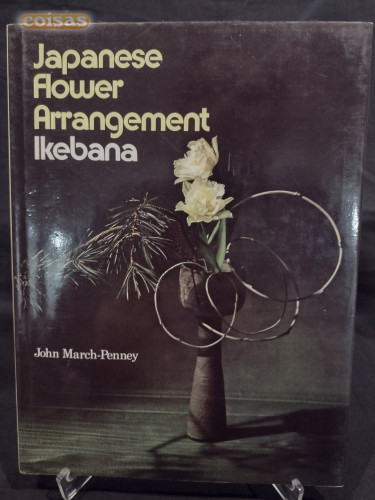 coisas
Japanese
Flower
Arrangement
Ikebana
John March-Penney